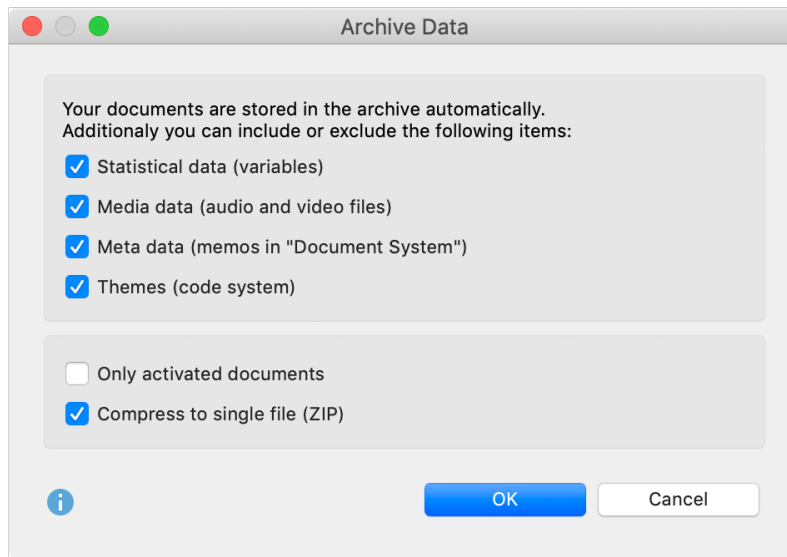 Archive Data
Your documents are stored in the archive automatically.
Additionaly you can include or exclude the following items:
Statistical data (variables)
Media data (audio and video files)
Meta data (memos in "Document System")
Themes (code system)
Only activated documents
Compress to single file (ZIP)
i
OK
Cancel